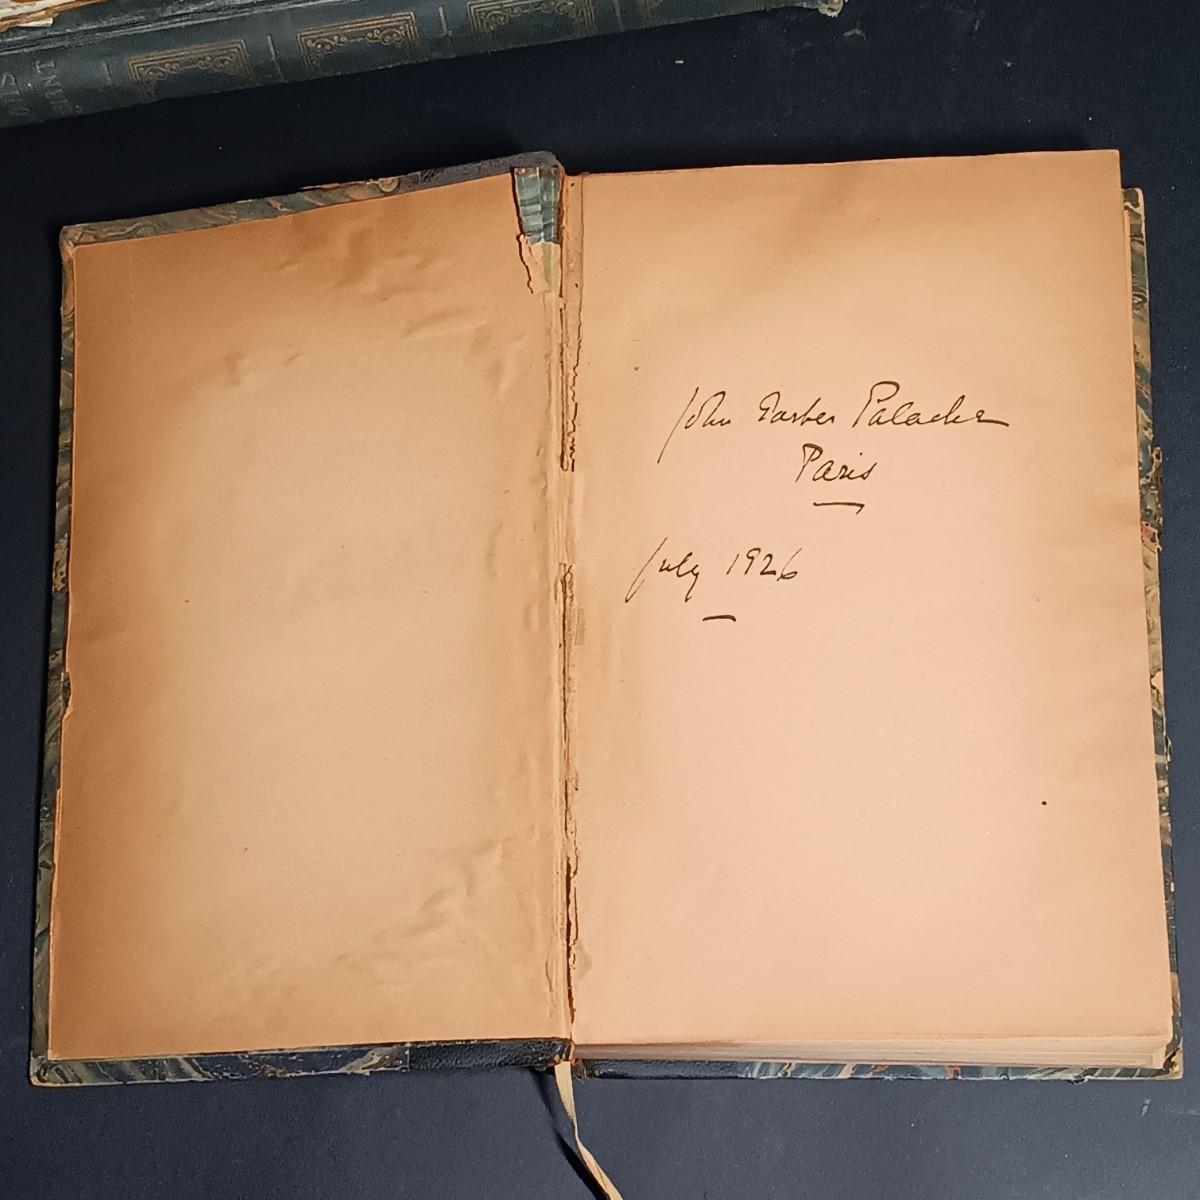 John Garber Palache
Paris
July 1926